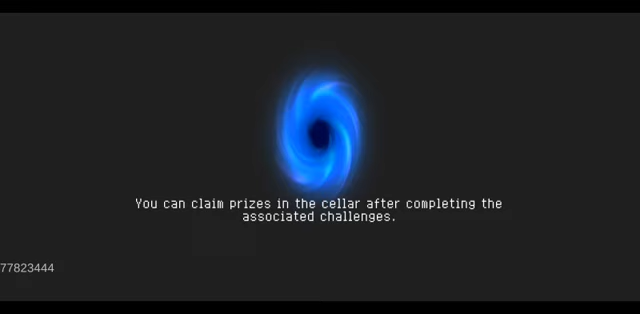 You can claim prizes in the cellar after completing the
associated challenges.
77823444